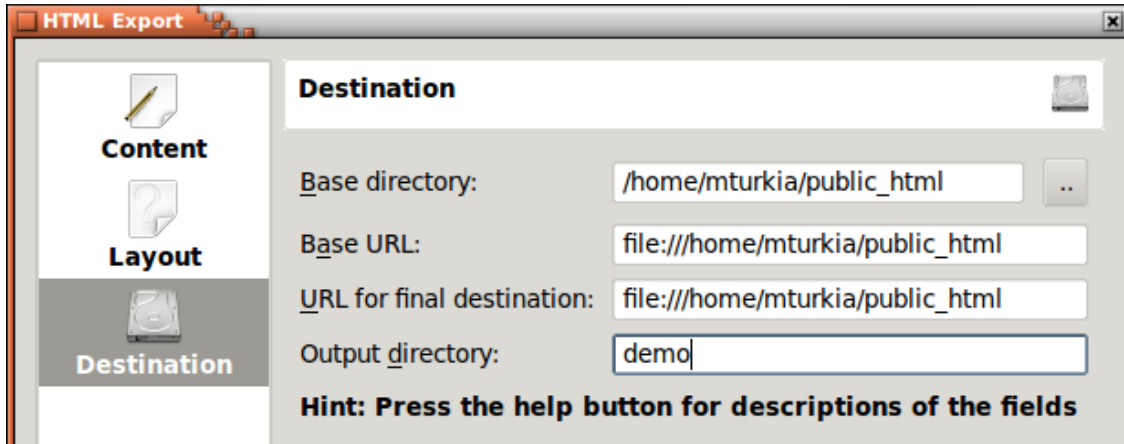 HTML Export
Content
Layout
Destination
Destination
Base directory: /home/mturkia/public_html ..
Base URL: file:///home/mturkia/public_html
URL for final destination: file:///home/mturkia/public_html
Output directory: demo
Hint: Press the help button for descriptions of the fields